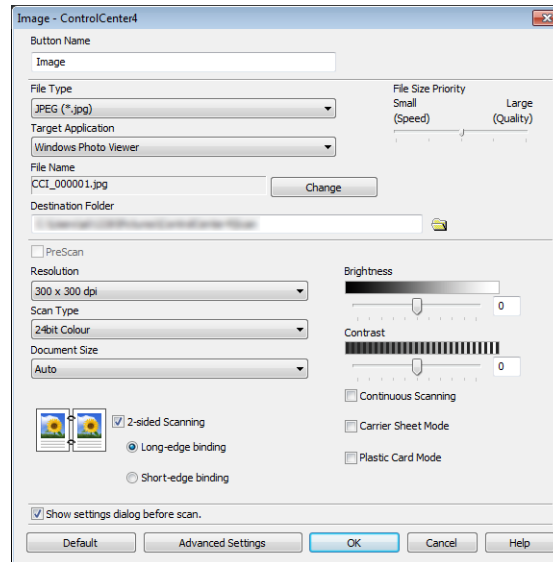 Image - ControlCenter4
Button Name
Image
File Type
JPEG (*.jpg)
File Size Priority
Small Large
(Speed) (Quality)
Target Application
Windows Photo Viewer
File Name
CCI_000001.jpg
Change
Destination Folder
PreScan
Resolution
300 x 300 dpi
Scan Type
24bit Colour
Document Size
Auto
Brightness
0
Contrast
0
Continuous Scanning
Carrier Sheet Mode
Plastic Card Mode
2-sided Scanning
Long-edge binding
Short-edge binding
Show settings dialog before scan.
Default Advanced Settings OK Cancel Help